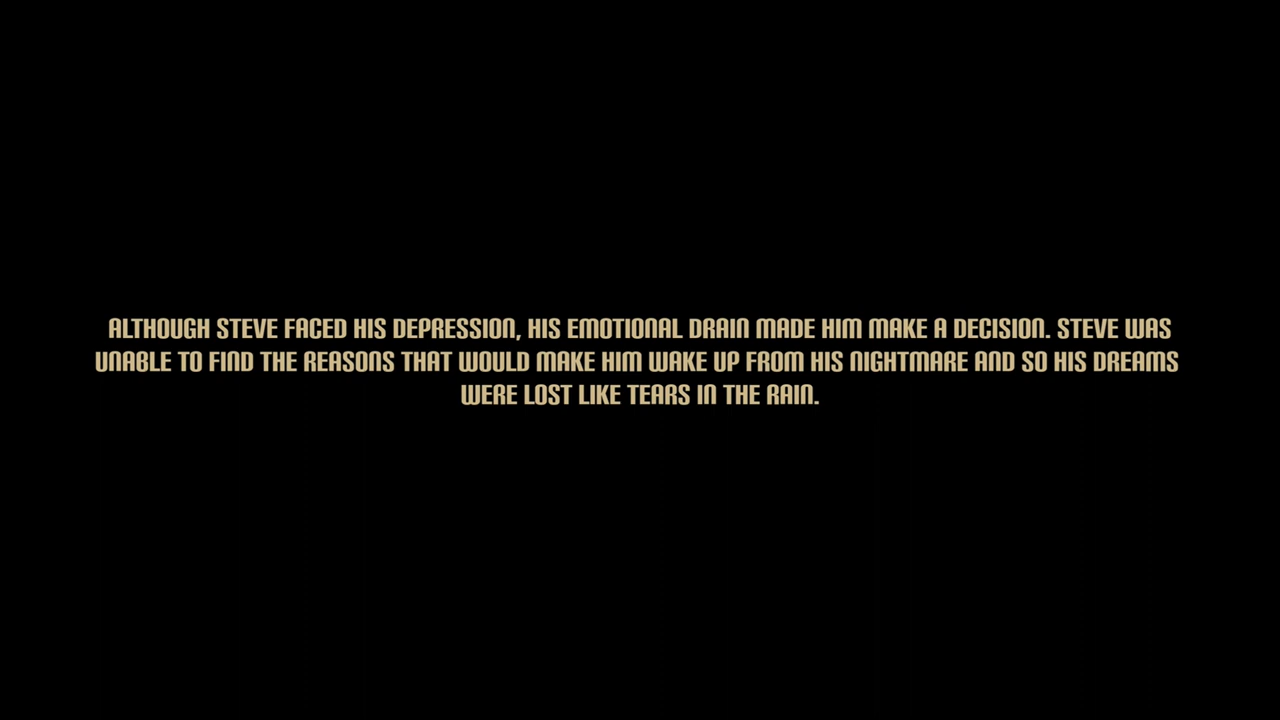 ALTHOUGH STEVE FACED HIS DEPRESSION, HIS EMOTIONAL DRAIN MADE HIM MAKE A DECISION. STEVE WAS
UNABLE TO FIND THE REASONS THAT WOULD MAKE HIM WAKE UP FROM HIS NIGHTMARE AND SO HIS DREAMS
WERE LOST LIKE TEARS IN THE RAIN.